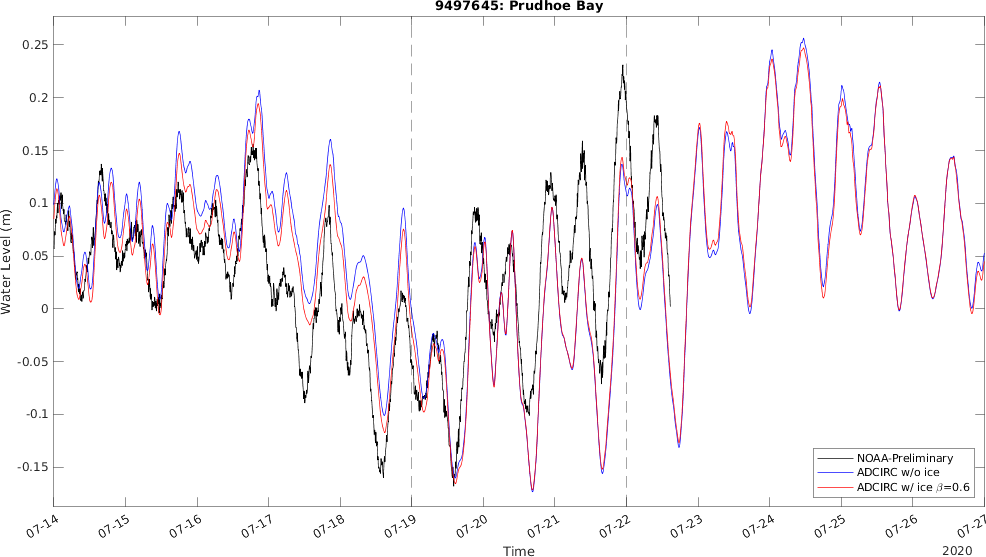 9497645: Prudhoe Bay
Water Level (m)
0.25
0.2
0.15
0.1
0.05
0
-0.05
-0.1
-0.15
NOAA-Preliminary
ADCIRC w/o ice
ADCIRC w/ ice β=0.6
07-14 07-15 07-16 07-17 07-18 07-19 07-20 07-21 07-22 07-23 07-24 07-25 07-26 07-27
Time
2020